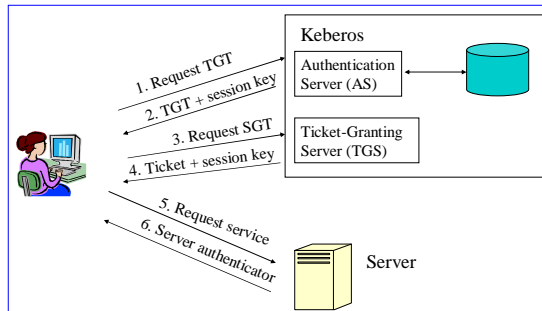 Keberos
1. Request TGT
Authentication
Server (AS)
2. TGT + session key
3. Request SGT
Ticket-Granting
Server (TGS)
4. Ticket + session key
5. Request service
6. Server authenticator
Server